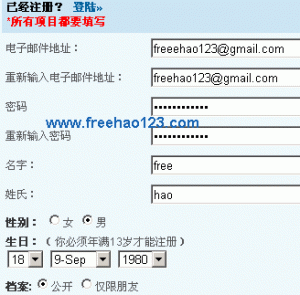 已经注册？ 登陆»
*所有项目都要填写
电子邮件地址： freeehao123@gmail.com
重新输入电子邮件地址： freehao123@gmail.com
密码 ••••••••••••
www.freehao123.com
重新输入密码 ••••••••••••
名字： free
姓氏： hao
性别： 女 男
生日：（你必须年满13岁才能注册）
18 9-Sep 1980
档案: 公开 仅限朋友